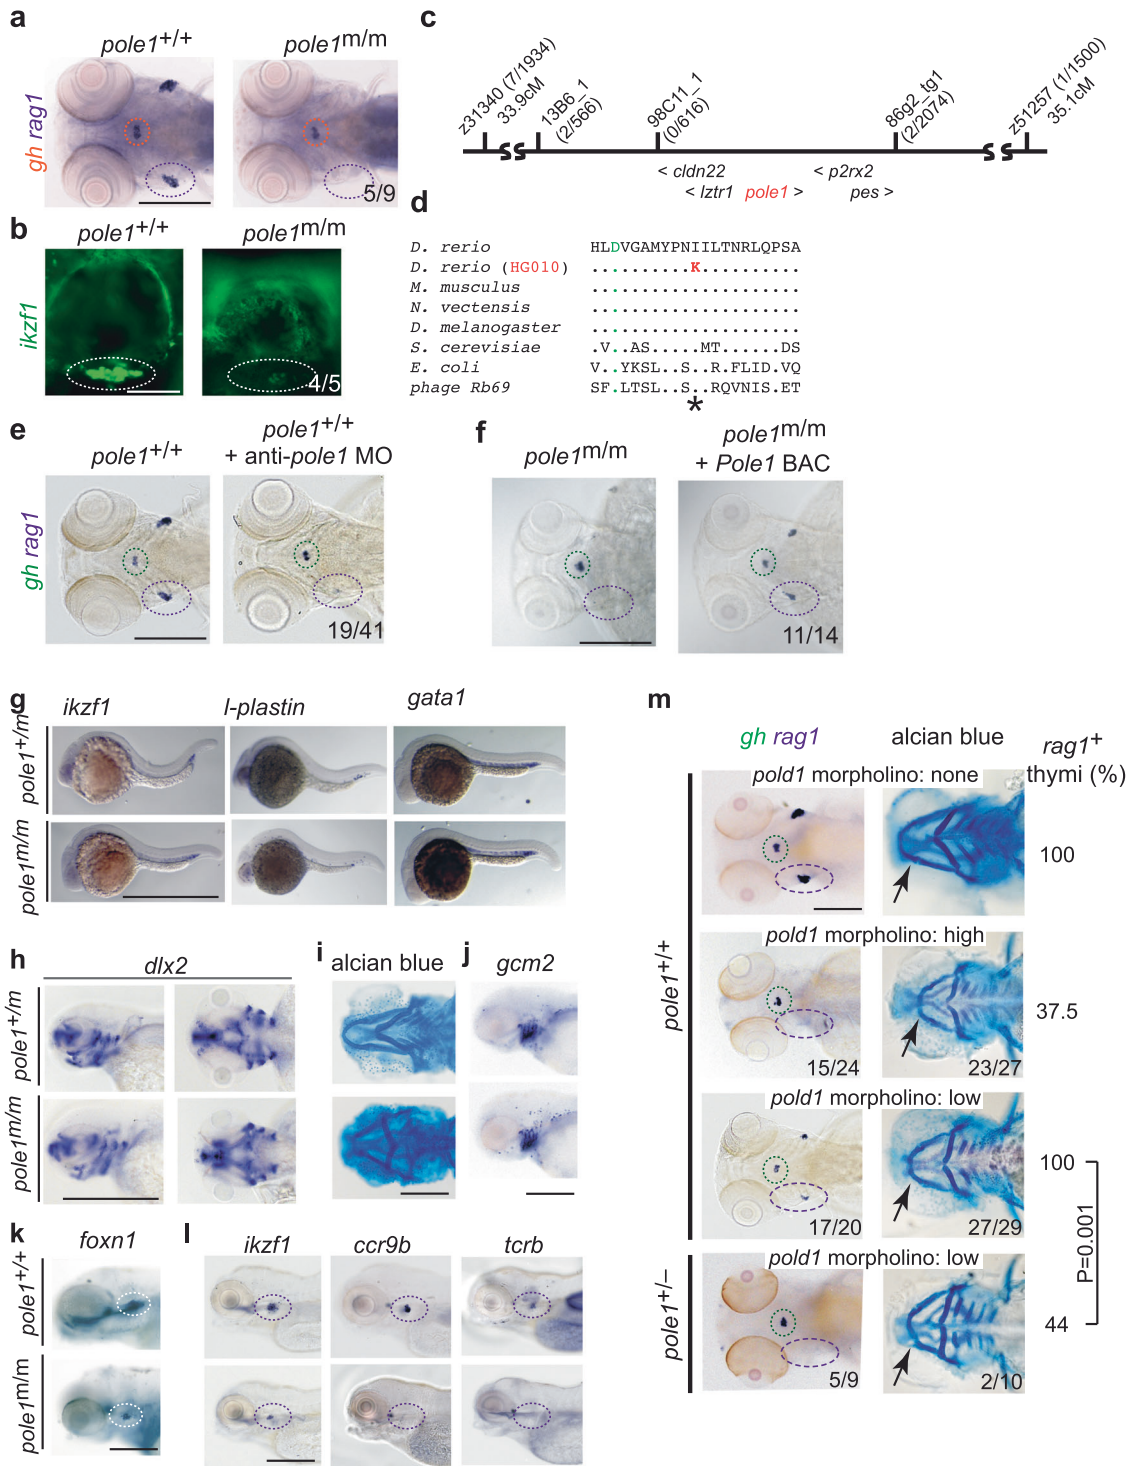 a
pole1+/+
pole1m/m
gh rag1
5/9
b
pole1+/+
pole1m/m
ikzf1
4/5
c
z31340 (7/1934)
33.9cM
13B6_1
(2/566)
98C11_1
(0/616)
86g2_tg1
(2/2074)
z51257 (1/1500)
35.1cM
< cldn22
< p2rx2
< lztr1
pole1 >
pes >
d
D. rerio HLDVGAMYPNIILTNRLQPSA
D. rerio (HG010) ..........K..........
M. musculus .....................
N. vectensis .....................
D. melanogaster .....................
S. cerevisiae .V..AS.....MT......DS
E. coli V..YKSL..S..R.FLID.VQ
phage Rb69 SF.LTSL..S..RQVNIS.ET
*
e
pole1+/+
pole1+/+
+ anti-pole1 MO
gh rag1
19/41
f
pole1m/m
pole1m/m
+ Pole1 BAC
11/14
g
ikzf1
l-plastin
gata1
pole1+/m
pole1m/m
h
dlx2
pole1+/m
pole1m/m
i
alcian blue
j
gcm2
k
foxn1
pole1+/+
pole1m/m
l
ikzf1
ccr9b
tcrb
m
gh rag1
alcian blue
rag1+
thymi (%)
pole1+/+
pold1 morpholino: none
100
pold1 morpholino: high
15/24
23/27
37.5
pold1 morpholino: low
17/20
27/29
100
P=0.001
pole1+/–
pold1 morpholino: low
5/9
2/10
44